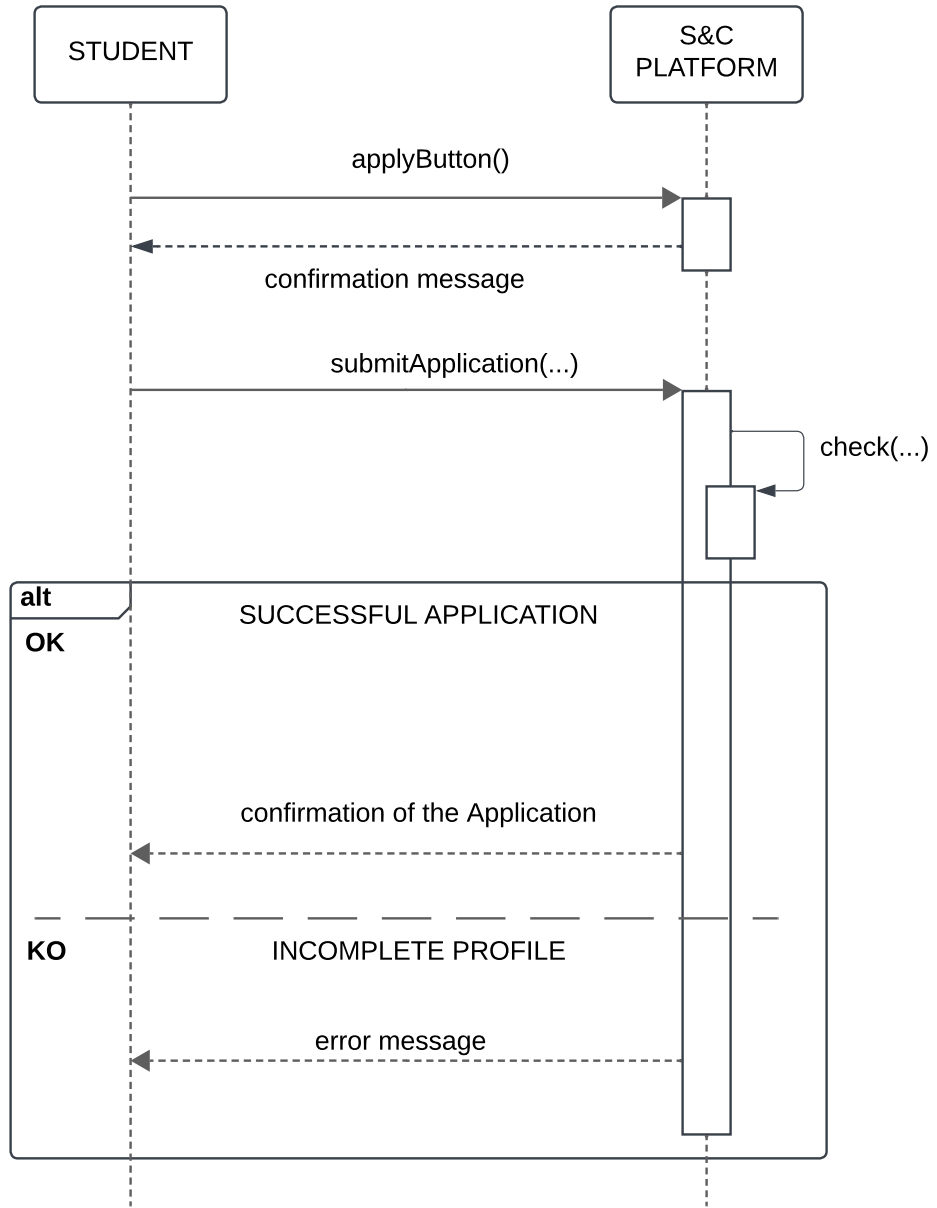 STUDENT
S&C
PLATFORM
applyButton()
confirmation message
submitApplication(...)
check(...)
alt
SUCCESSFUL APPLICATION
OK
confirmation of the Application
KO
INCOMPLETE PROFILE
error message